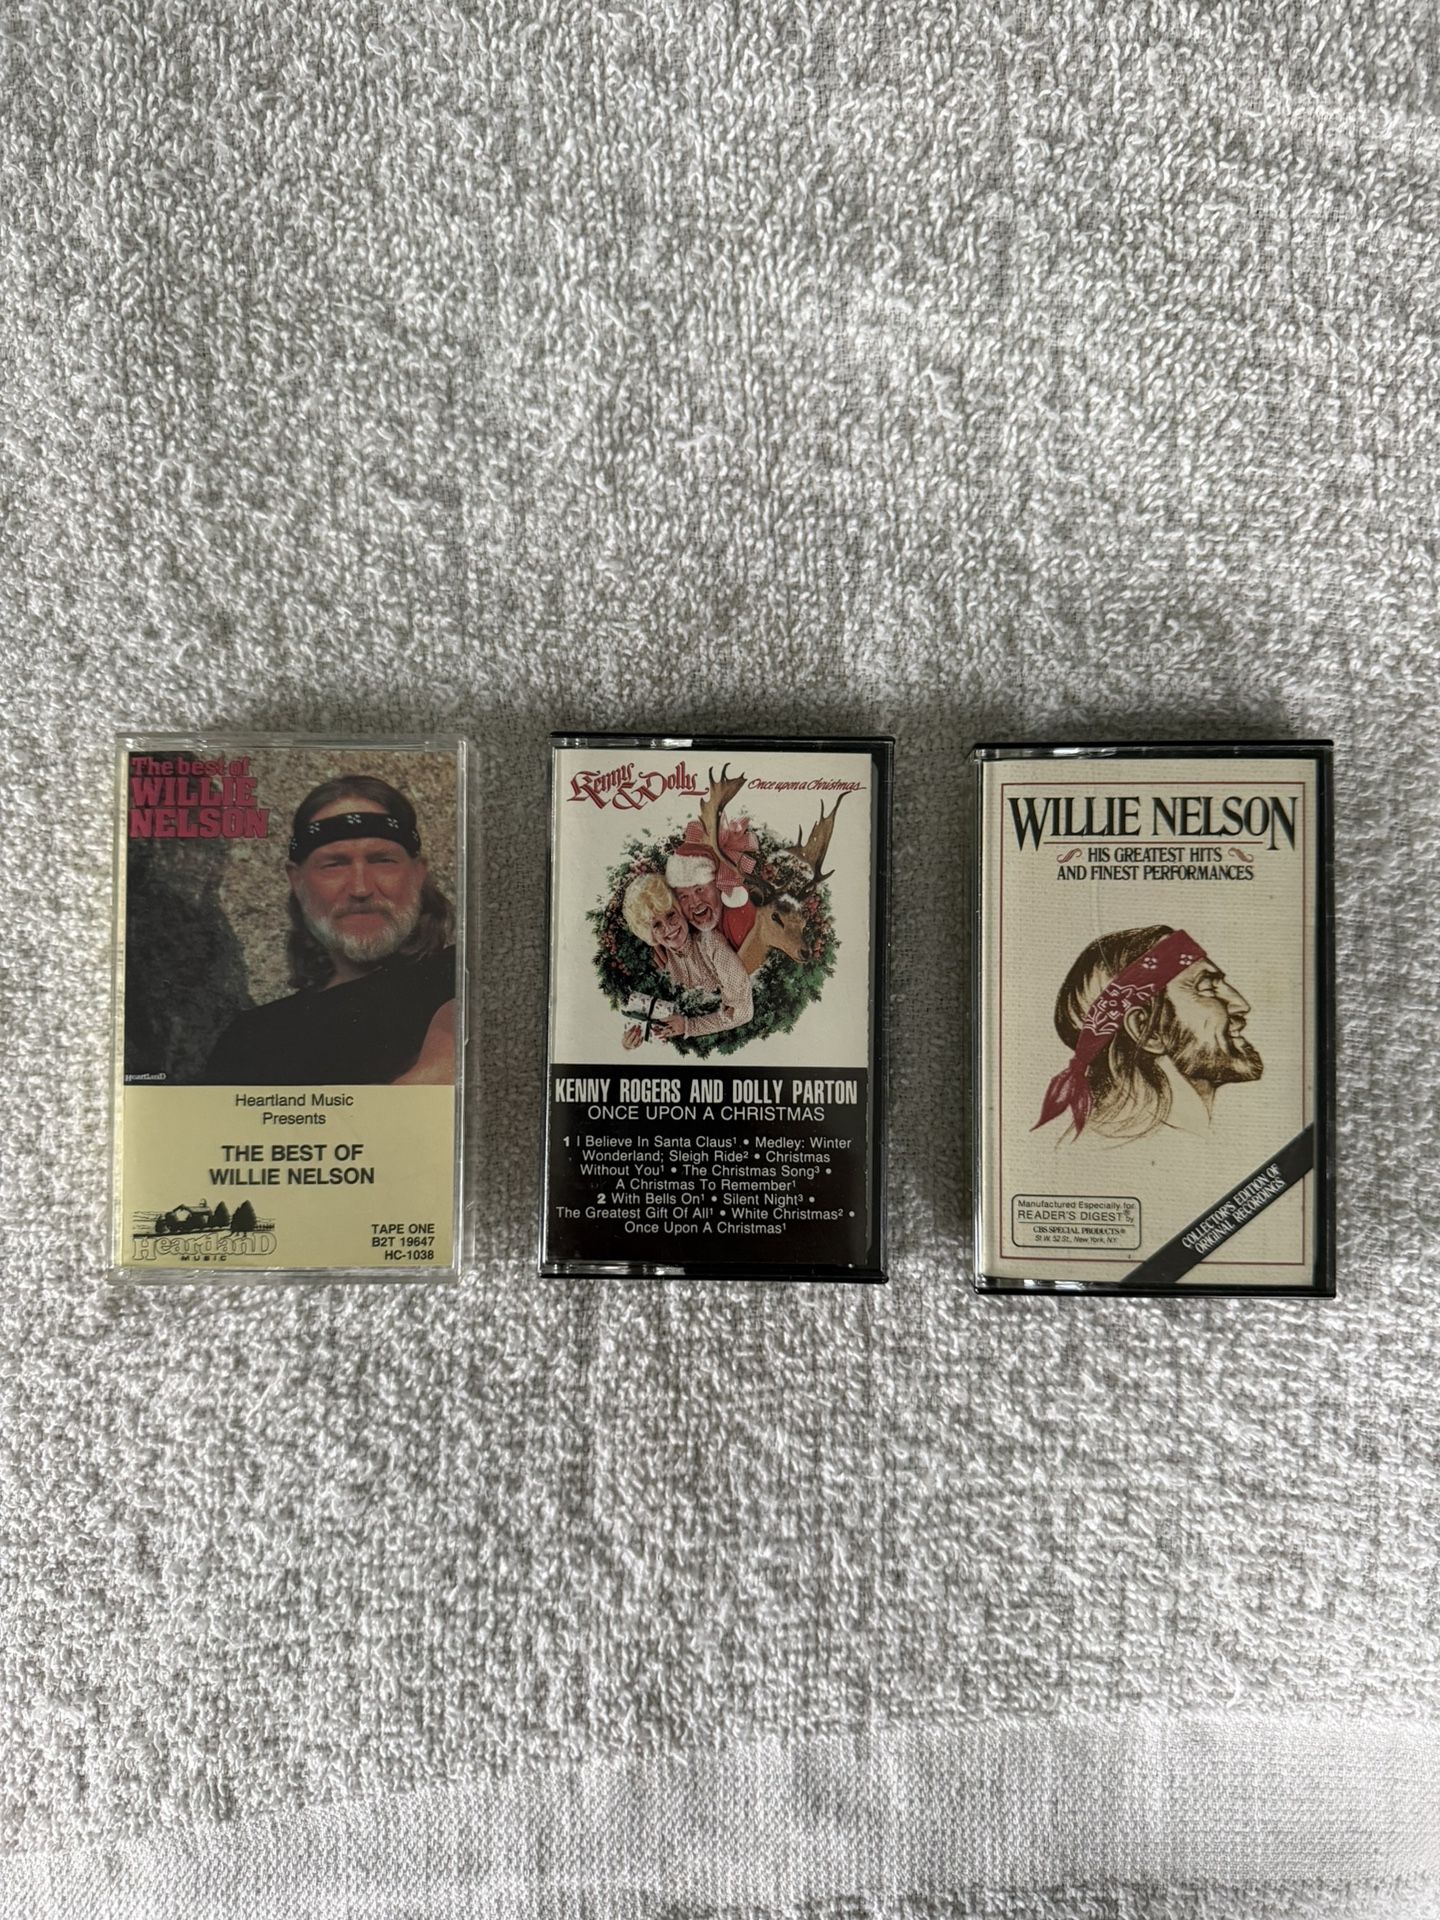 The best of
WILLIE
NELSON
HeartlanD
Heartland Music
Presents
THE BEST OF
WILLIE NELSON
HeartlanD
MUSIC
TAPE ONE
B2T 19647
HC-1038
Kenny & Dolly
Once upon a Christmas
KENNY ROGERS AND DOLLY PARTON
ONCE UPON A CHRISTMAS
1 I Believe In Santa Claus¹ • Medley: Winter
Wonderland; Sleigh Ride² • Christmas
Without You¹ • The Christmas Song³ •
A Christmas To Remember¹
2 With Bells On¹ • Silent Night³ •
The Greatest Gift Of All¹ • White Christmas² •
Once Upon A Christmas¹
WILLIE NELSON
HIS GREATEST HITS
AND FINEST PERFORMANCES
Manufactured Especially for
READER'S DIGEST® by
CBS SPECIAL PRODUCTS®
51 W. 52 St., New York, N.Y.
COLLECTOR'S EDITION OF
ORIGINAL RECORDINGS